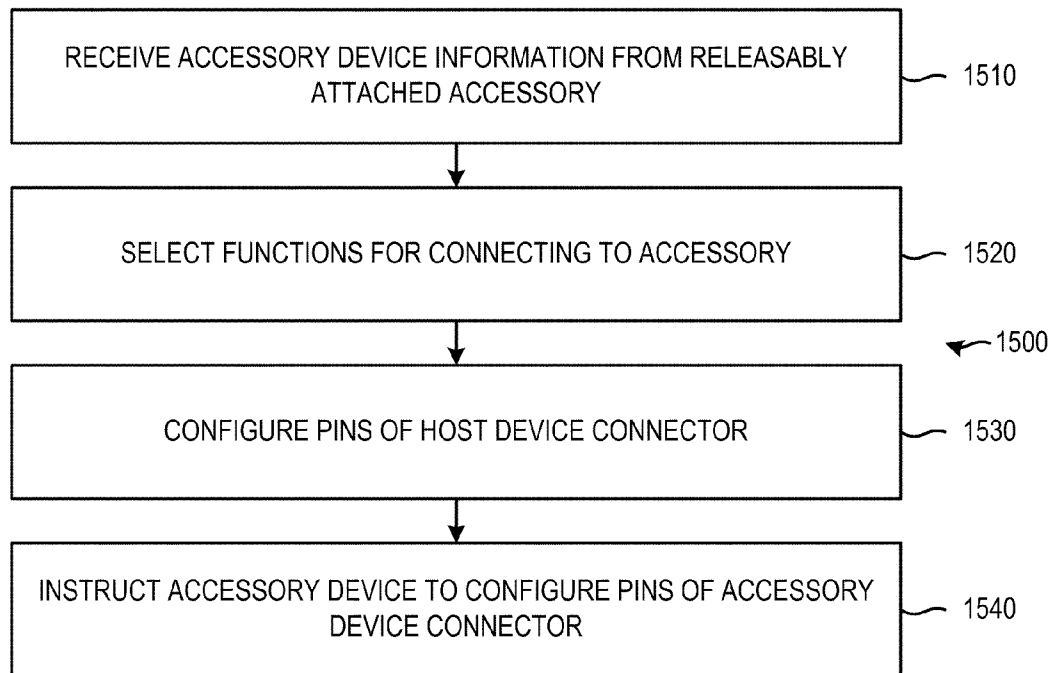 RECEIVE ACCESSORY DEVICE INFORMATION FROM RELEASABLY
ATTACHED ACCESSORY
1510
SELECT FUNCTIONS FOR CONNECTING TO ACCESSORY
1520
1500
CONFIGURE PINS OF HOST DEVICE CONNECTOR
1530
INSTRUCT ACCESSORY DEVICE TO CONFIGURE PINS OF ACCESSORY
DEVICE CONNECTOR
1540